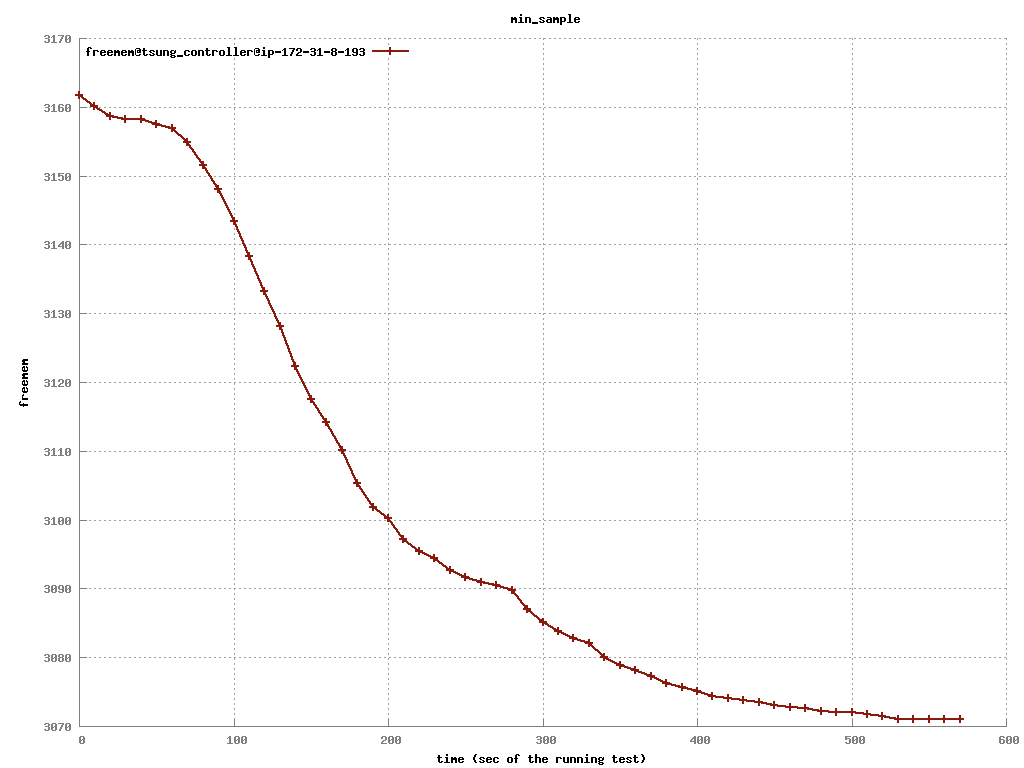 min_sample
3170
freemem@tsung_controller@ip-172-31-8-193
3160
3150
3140
3130
3120
freemem
3110
3100
3090
3080
3070
0 100 200 300 400 500 600
time (sec of the running test)